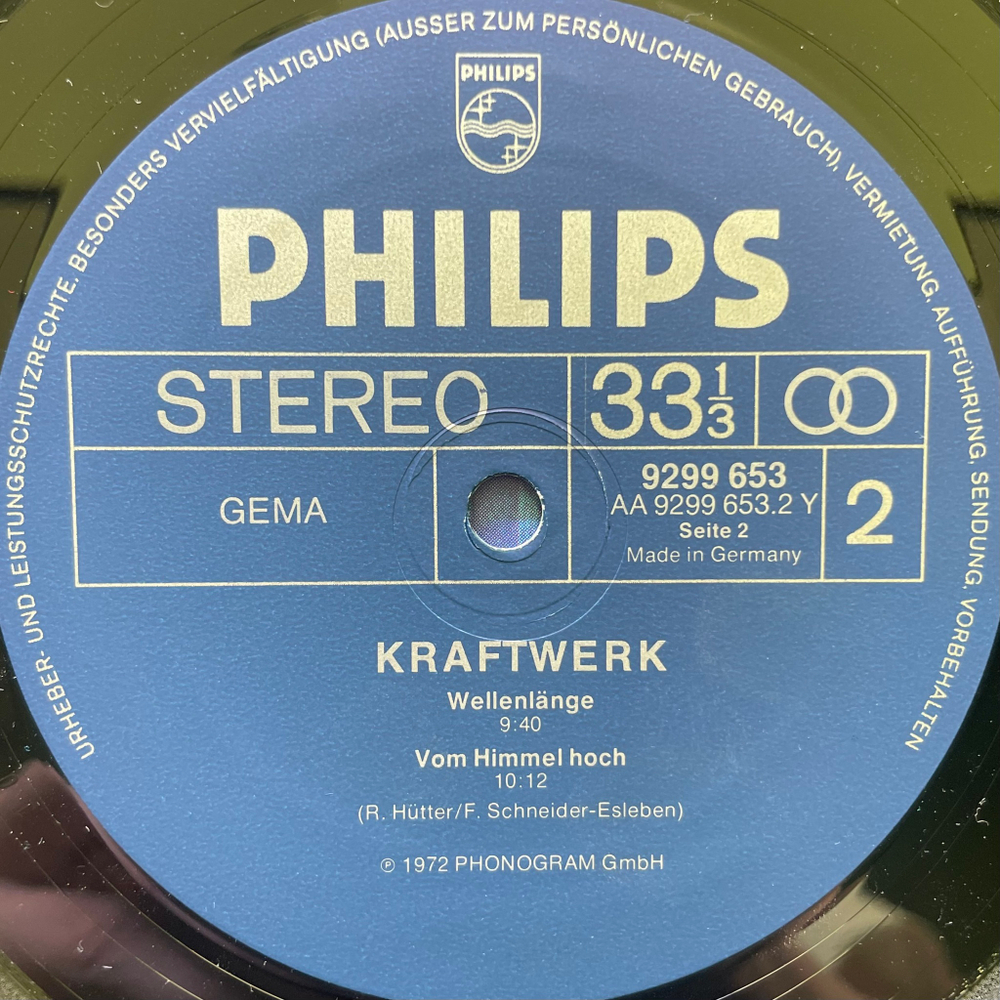 URHEBER- UND LEISTUNGSSCHUTZRECHTE, BESONDERS VERVIELFÄLTIGUNG (AUSSER ZUM PERSÖNLICHEN GEBRAUCH), VERMIETUNG, AUFFÜHRUNG, SENDUNG, VORBEHALTEN
PHILIPS
PHILIPS
STEREO
33 1/3
GEMA
9299 653
AA 9299 653.2 Y
Seite 2
Made in Germany
2
KRAFTWERK
Wellenlänge
9:40
Vom Himmel hoch
10:12
(R. Hütter/F. Schneider-Esleben)
℗ 1972 PHONOGRAM GmbH